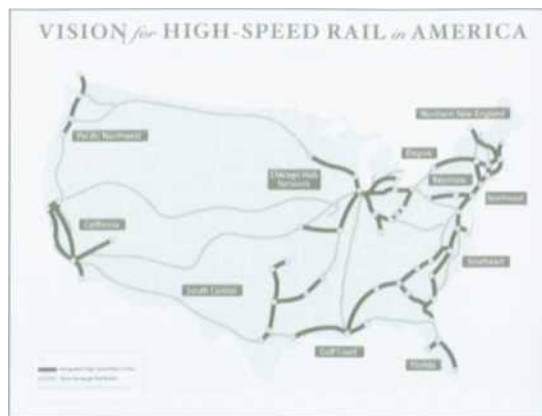 VISION for HIGH-SPEED RAIL in AMERICA
Northern New England
Pacific Northwest
Empire
Chicago Hub
Network
Keystone
Northeast
California
Southeast
South Central
Gulf Coast
Florida